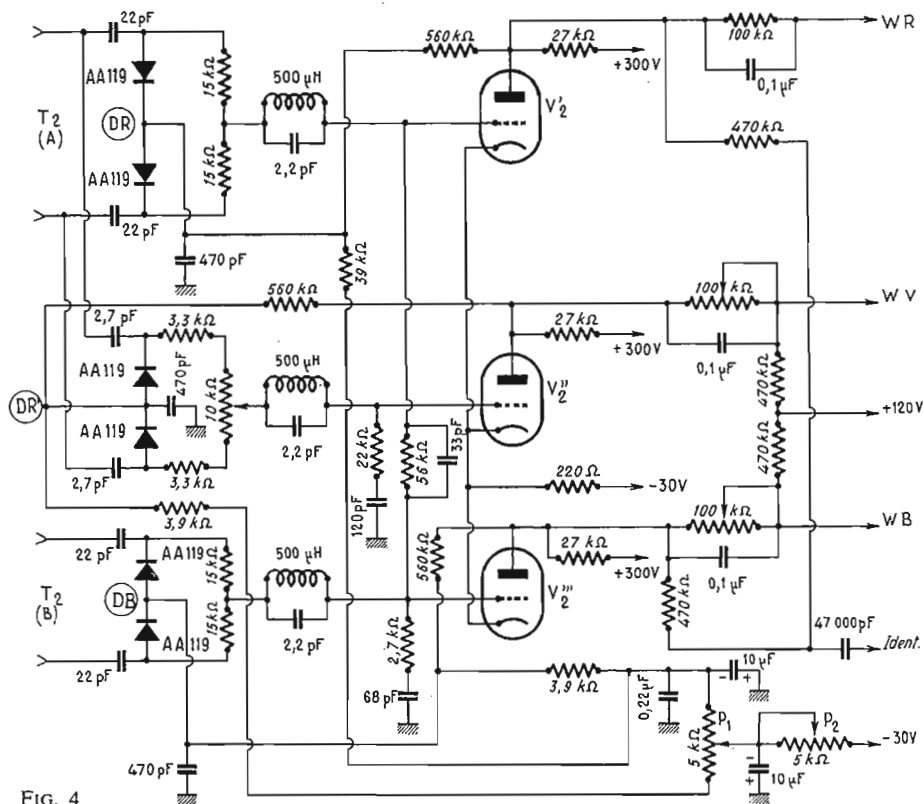 22 pF
560 kΩ
27 kΩ
+300V
100 kΩ
WR
0,1 µF
AA119
15 kΩ
500 µH
T2
(A)
DR
V'2
2,2 pF
15 kΩ
AA119
470 kΩ
22 pF
470 pF
39 kΩ
560 kΩ
100 kΩ
WV
2,7 pF
3,3 kΩ
27 kΩ
+300V
0,1 µF
AA119
470 pF
500 µH
V''2
470 kΩ
DR'
10 kΩ
+120V
AA119
2,2 pF
22 kΩ
56 kΩ
33 pF
470 kΩ
2,7 pF
3,3 kΩ
220 Ω
-30V
3,9 kΩ
120 pF
100 kΩ
WB
22 pF
AA119
15 kΩ
500 µH
560 kΩ
27 kΩ
+300V
0,1 µF
T2
(B)
DB
V'''2
15 kΩ
2,2 pF
470 kΩ
47 000 pF
AA119
2,7 kΩ
Ident.
22 pF
68 pF
3,9 kΩ
0,22 µF
10 µF
- +
P1
P2
5 kΩ
-30V
5 kΩ
470 pF
- +
10 µF
FIG. 4